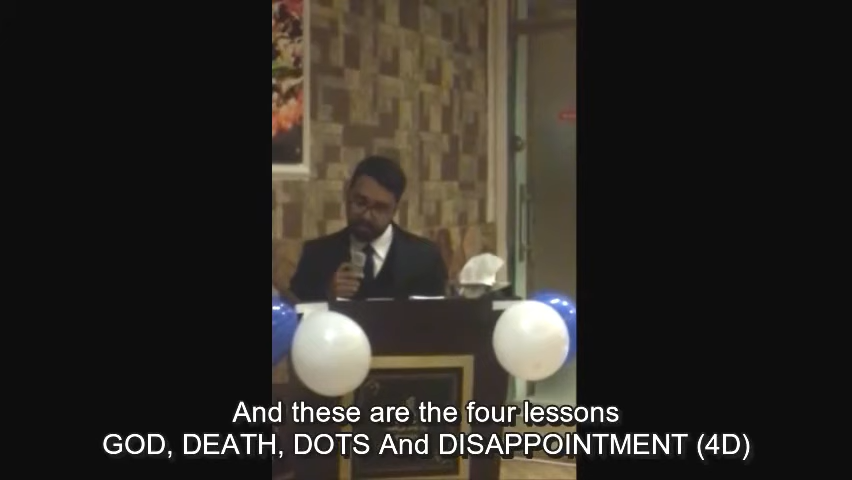 And these are the four lessons
GOD, DEATH, DOTS And DISAPPOINTMENT (4D)